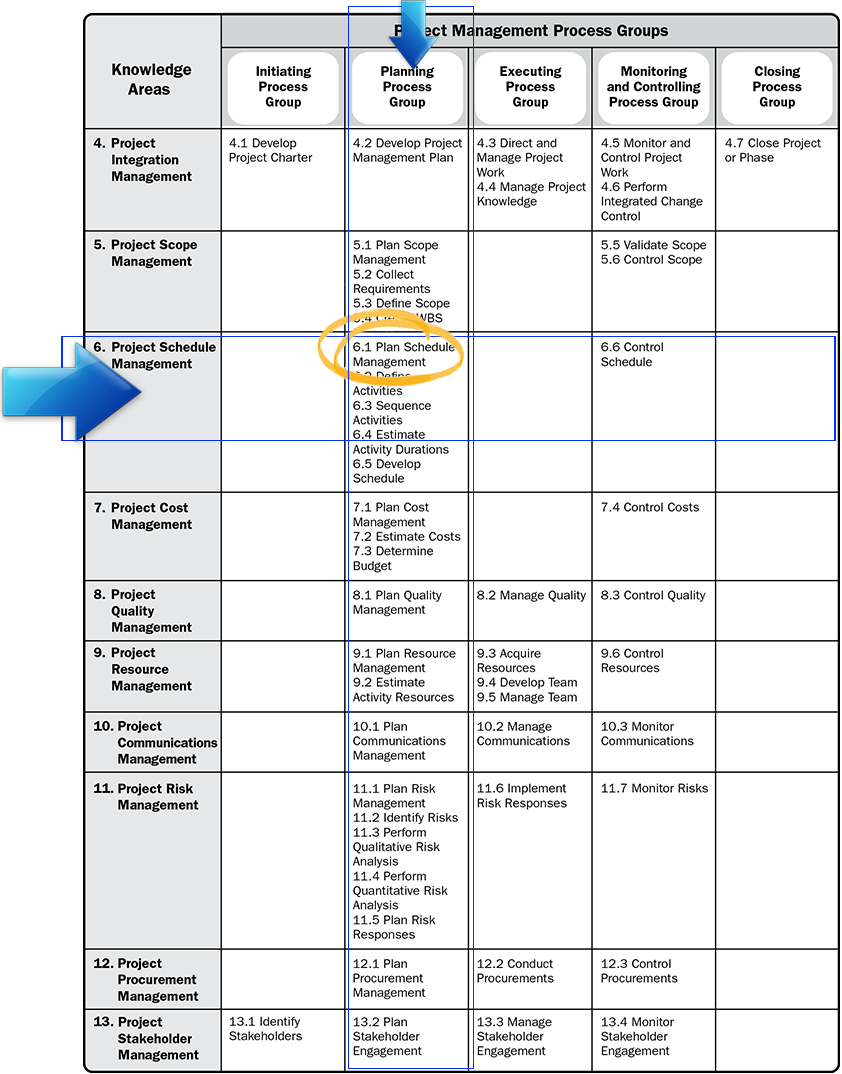 Project Management Process Groups
Knowledge
Areas
Initiating
Process
Group
Planning
Process
Group
Executing
Process
Group
Monitoring
and Controlling
Process Group
Closing
Process
Group
4. Project
Integration
Management
4.1 Develop
Project Charter
4.2 Develop Project
Management Plan
4.3 Direct and
Manage Project
Work
4.4 Manage Project
Knowledge
4.5 Monitor and
Control Project
Work
4.6 Perform
Integrated Change
Control
4.7 Close Project
or Phase
5. Project Scope
Management
5.1 Plan Scope
Management
5.2 Collect
Requirements
5.3 Define Scope
5.4 Create WBS
5.5 Validate Scope
5.6 Control Scope
6. Project Schedule
Management
6.1 Plan Schedule
Management
6.2 Define
Activities
6.3 Sequence
Activities
6.4 Estimate
Activity Durations
6.5 Develop
Schedule
6.6 Control
Schedule
7. Project Cost
Management
7.1 Plan Cost
Management
7.2 Estimate Costs
7.3 Determine
Budget
7.4 Control Costs
8. Project
Quality
Management
8.1 Plan Quality
Management
8.2 Manage Quality
8.3 Control Quality
9. Project
Resource
Management
9.1 Plan Resource
Management
9.2 Estimate
Activity Resources
9.3 Acquire
Resources
9.4 Develop Team
9.5 Manage Team
9.6 Control
Resources
10. Project
Communications
Management
10.1 Plan
Communications
Management
10.2 Manage
Communications
10.3 Monitor
Communications
11. Project Risk
Management
11.1 Plan Risk
Management
11.2 Identify Risks
11.3 Perform
Qualitative Risk
Analysis
11.4 Perform
Quantitative Risk
Analysis
11.5 Plan Risk
Responses
11.6 Implement
Risk Responses
11.7 Monitor Risks
12. Project
Procurement
Management
12.1 Plan
Procurement
Management
12.2 Conduct
Procurements
12.3 Control
Procurements
13. Project
Stakeholder
Management
13.1 Identify
Stakeholders
13.2 Plan
Stakeholder
Engagement
13.3 Manage
Stakeholder
Engagement
13.4 Monitor
Stakeholder
Engagement